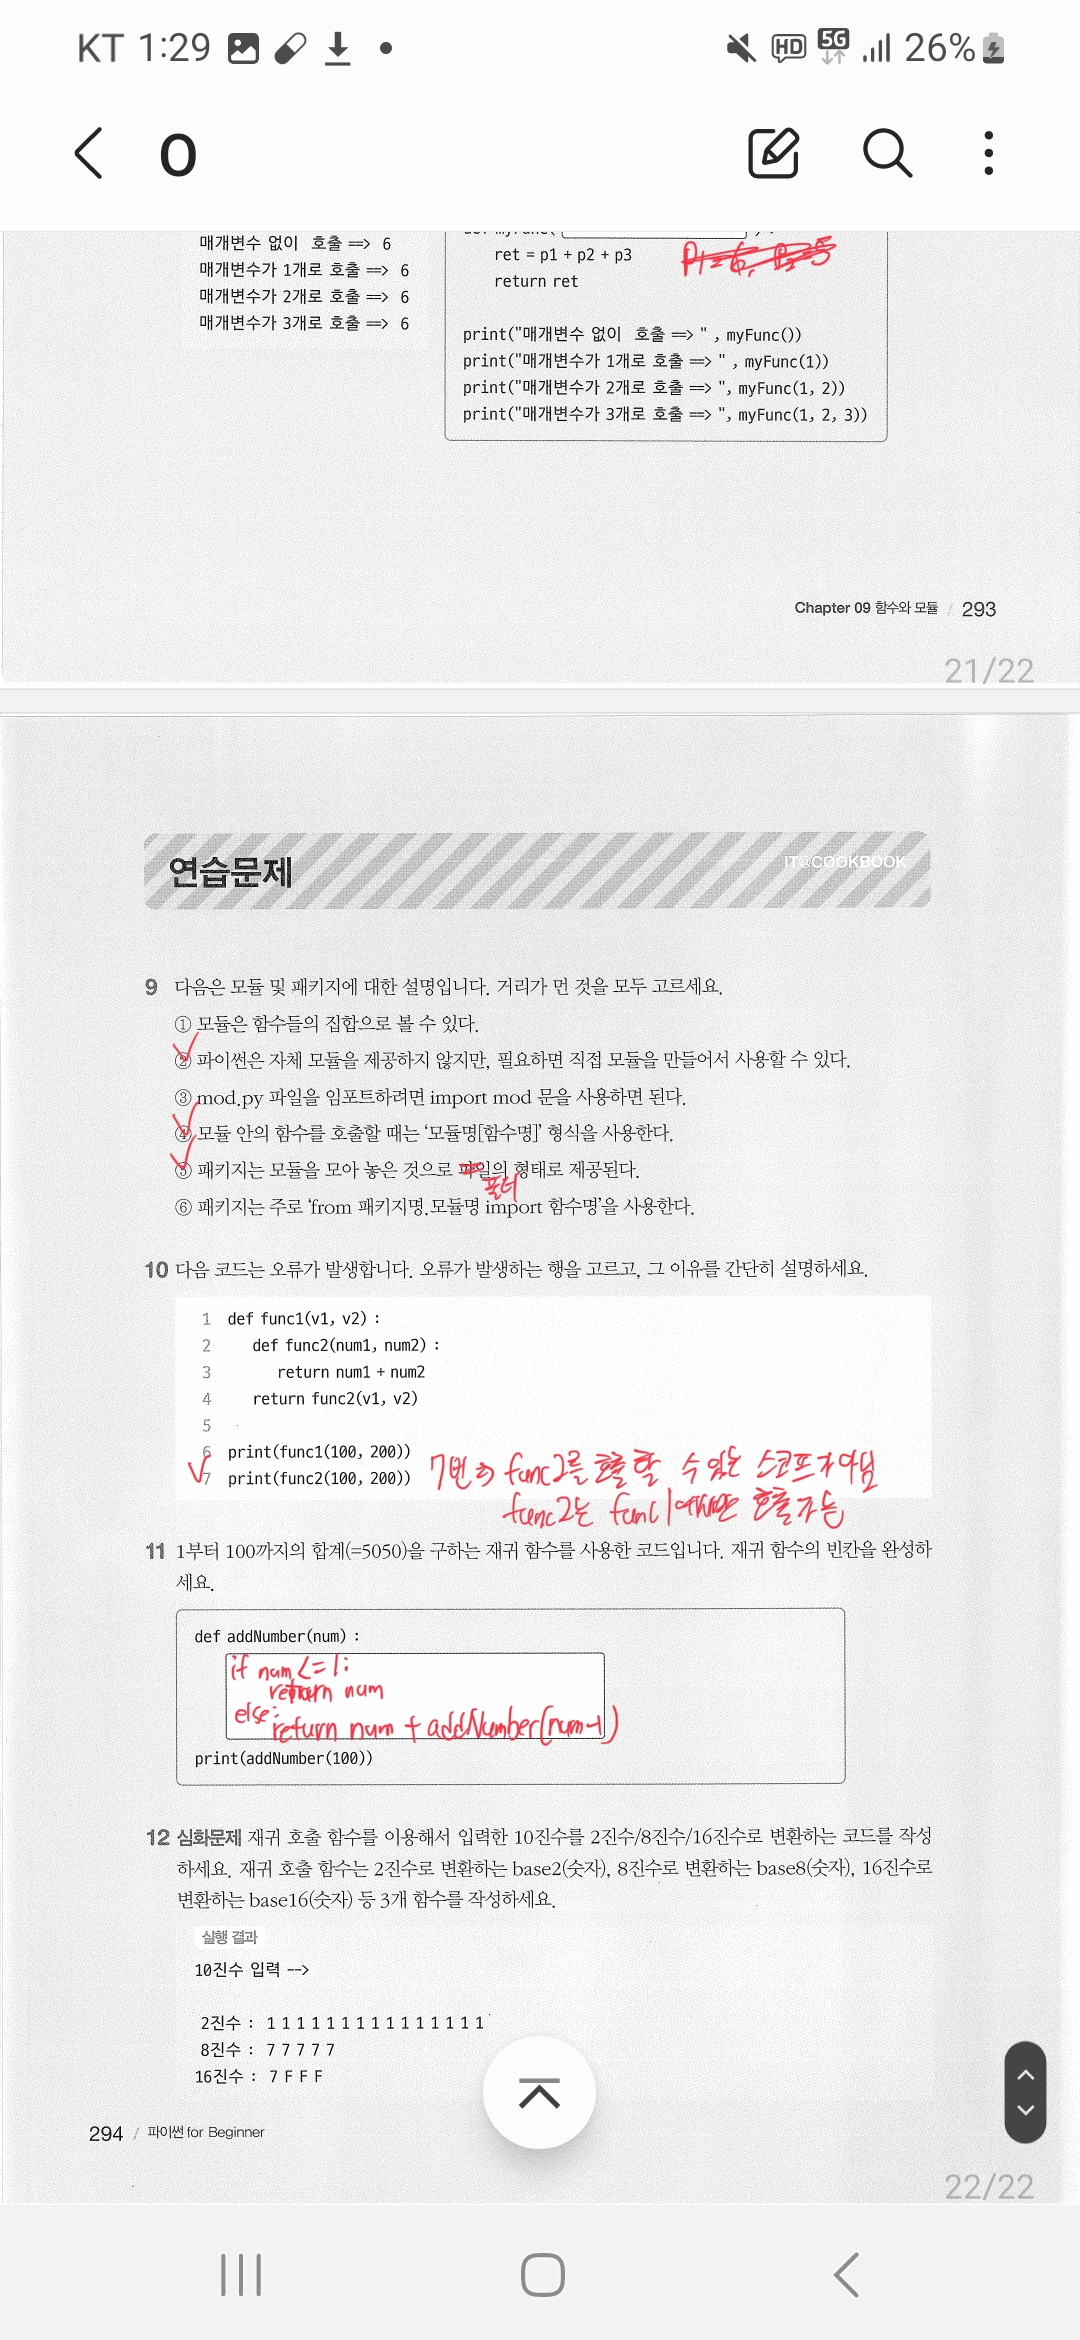 KT 1:29
HD 5G 26%
O
매개변수 없이 호출 ==> 6
매개변수가 1개로 호출 ==> 6
매개변수가 2개로 호출 ==> 6
매개변수가 3개로 호출 ==> 6
ret = p1 + p2 + p3
return ret
print("매개변수 없이 호출 ==> " , myFunc())
print("매개변수가 1개로 호출 ==> " , myFunc(1))
print("매개변수가 2개로 호출 ==> ", myFunc(1, 2))
print("매개변수가 3개로 호출 ==> ", myFunc(1, 2, 3))
Chapter 09 함수와 모듈 / 293
21/22
연습문제
IT@COOKBOOK
9 다음은 모듈 및 패키지에 대한 설명입니다. 거리가 먼 것을 모두 고르세요.
① 모듈은 함수들의 집합으로 볼 수 있다.
② 파이썬은 자체 모듈을 제공하지 않지만, 필요하면 직접 모듈을 만들어서 사용할 수 있다.
③ mod.py 파일을 임포트하려면 import mod 문을 사용하면 된다.
④ 모듈 안의 함수를 호출할 때는 '모듈명[함수명]' 형식을 사용한다.
⑤ 패키지는 모듈을 모아 놓은 것으로 파일의 형태로 제공된다.
폴더
⑥ 패키지는 주로 'from 패키지명.모듈명 import 함수명'을 사용한다.
10 다음 코드는 오류가 발생합니다. 오류가 발생하는 행을 고르고, 그 이유를 간단히 설명하세요.
1 def func1(v1, v2) :
2 def func2(num1, num2) :
3 return num1 + num2
4 return func2(v1, v2)
5
6 print(func1(100, 200))
7 print(func2(100, 200))
7번 => func2를 호출 할 수 있는 스코프가 아님
func2는 func1에서만 호출가능
11 1부터 100까지의 합계(=5050)을 구하는 재귀 함수를 사용한 코드입니다. 재귀 함수의 빈칸을 완성하
세요.
def addNumber(num) :
if num <= 1:
return num
else:
return num + addNumber(num-1)
print(addNumber(100))
12 심화문제 재귀 호출 함수를 이용해서 입력한 10진수를 2진수/8진수/16진수로 변환하는 코드를 작성
하세요. 재귀 호출 함수는 2진수로 변환하는 base2(숫자), 8진수로 변환하는 base8(숫자), 16진수로
변환하는 base16(숫자) 등 3개 함수를 작성하세요.
실행 결과
10진수 입력 -->
2진수 : 1 1 1 1 1 1 1 1 1 1 1 1 1 1 1
8진수 : 7 7 7 7 7
16진수 : 7 F F F
294 / 파이썬 for Beginner
22/22